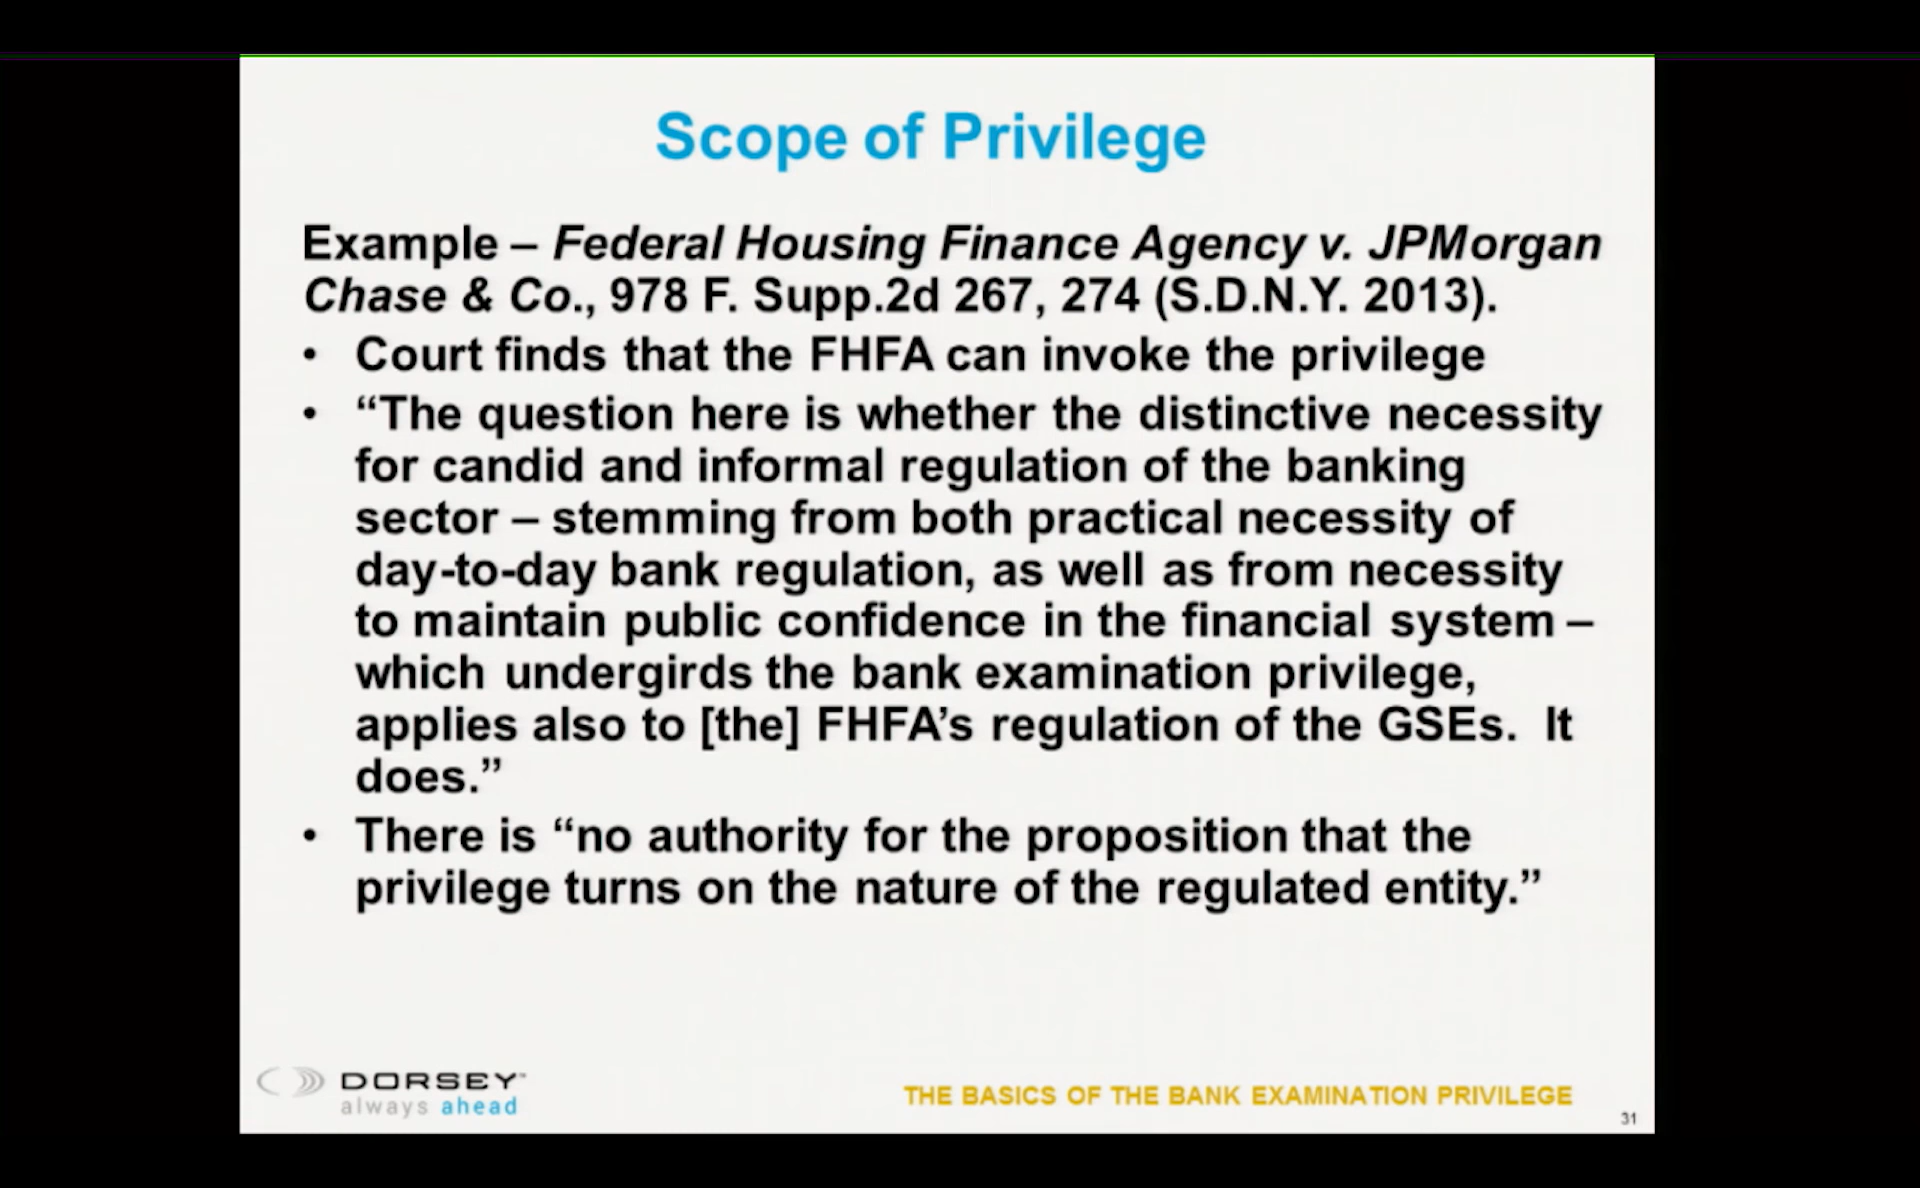 Scope of Privilege
Example – Federal Housing Finance Agency v. JPMorgan
Chase & Co., 978 F. Supp.2d 267, 274 (S.D.N.Y. 2013).
• Court finds that the FHFA can invoke the privilege
• “The question here is whether the distinctive necessity
for candid and informal regulation of the banking
sector – stemming from both practical necessity of
day-to-day bank regulation, as well as from necessity
to maintain public confidence in the financial system –
which undergirds the bank examination privilege,
applies also to [the] FHFA’s regulation of the GSEs. It
does.”
• There is “no authority for the proposition that the
privilege turns on the nature of the regulated entity.”
DORSEY™
always ahead
THE BASICS OF THE BANK EXAMINATION PRIVILEGE
31